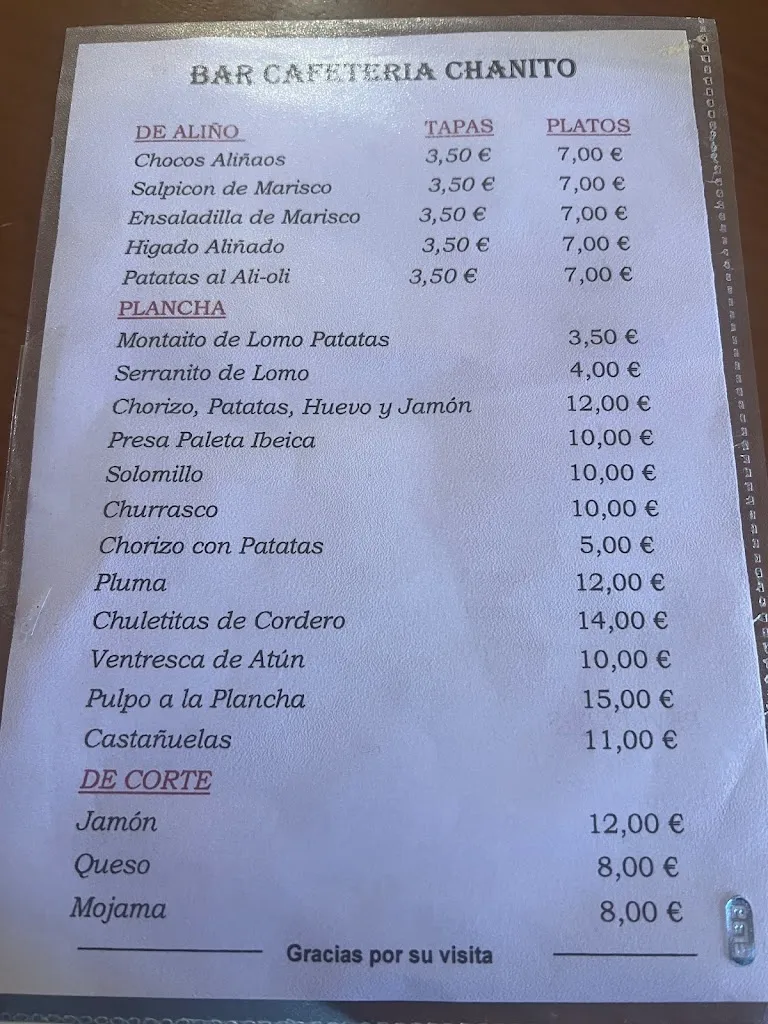 BAR CAFETERIA CHANITO
DE ALIÑO TAPAS PLATOS
Chocos Aliñaos 3,50 € 7,00 €
Salpicon de Marisco 3,50 € 7,00 €
Ensaladilla de Marisco 3,50 € 7,00 €
Higado Aliñado 3,50 € 7,00 €
Patatas al Ali-oli 3,50 € 7,00 €
PLANCHA
Montaito de Lomo Patatas 3,50 €
Serranito de Lomo 4,00 €
Chorizo, Patatas, Huevo y Jamón 12,00 €
Presa Paleta Ibeica 10,00 €
Solomillo 10,00 €
Churrasco 10,00 €
Chorizo con Patatas 5,00 €
Pluma 12,00 €
Chuletitas de Cordero 14,00 €
Ventresca de Atún 10,00 €
Pulpo a la Plancha 15,00 €
Castañuelas 11,00 €
DE CORTE
Jamón 12,00 €
Queso 8,00 €
Mojama 8,00 €
Gracias por su visita